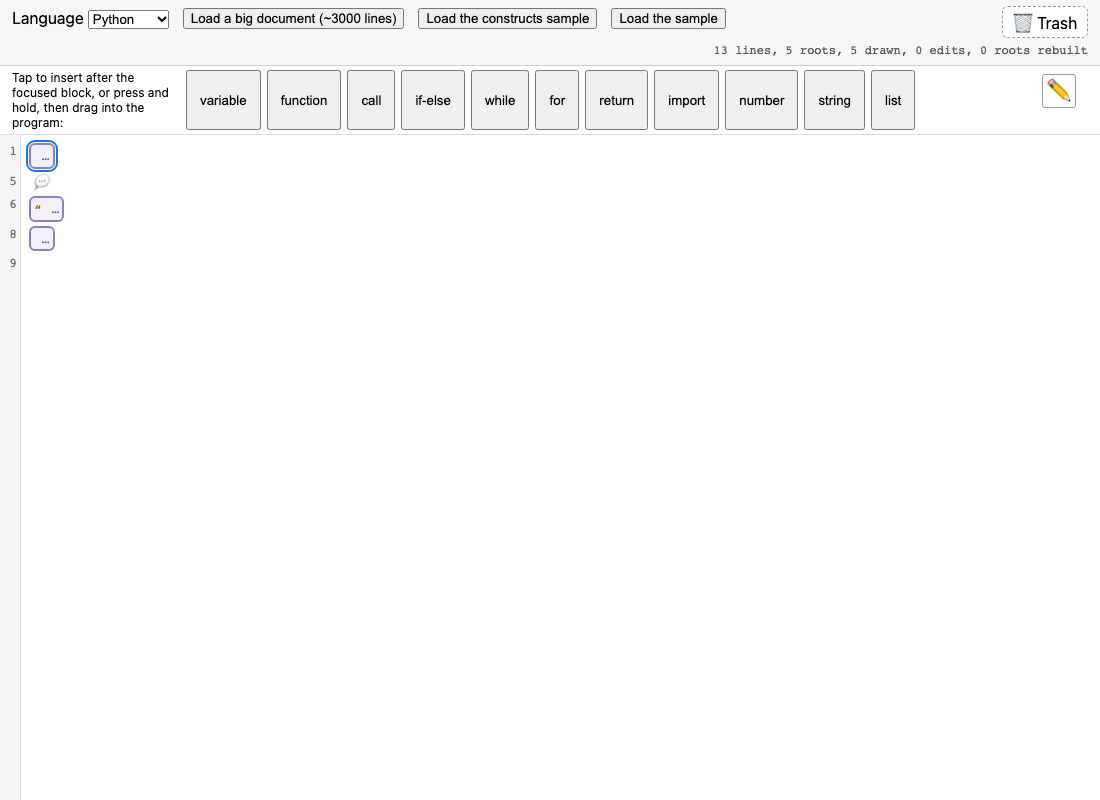 Language Python Load a big document (~3000 lines) Load the constructs sample Load the sample 🗑️ Trash
13 lines, 5 roots, 5 drawn, 0 edits, 0 roots rebuilt
Tap to insert after the
focused block, or press and
hold, then drag into the
program:
variable function call if-else while for return import number string list
1 …
5 💬
6 “ …
8 …
9